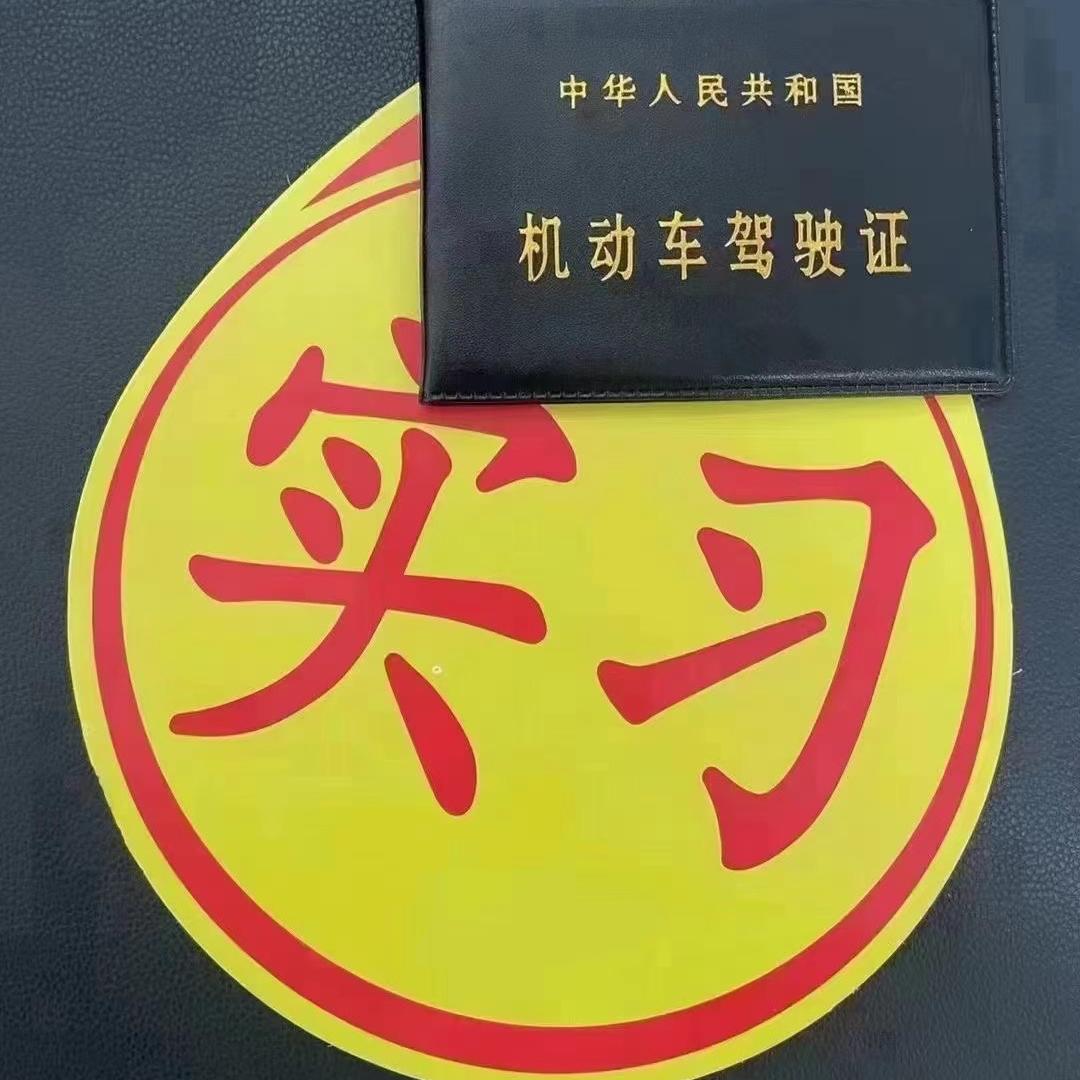 中华人民共和国
机动车驾驶证
实习